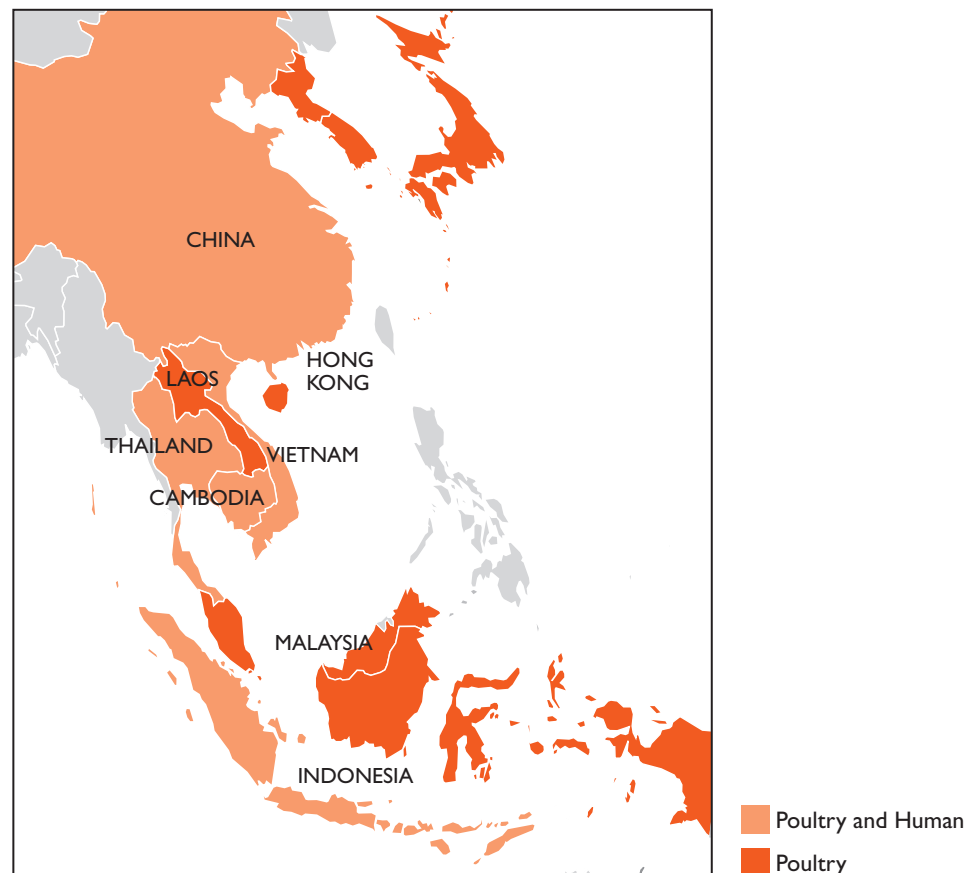 CHINA
HONG
KONG
LAOS
THAILAND
VIETNAM
CAMBODIA
MALAYSIA
INDONESIA
Poultry and Human
Poultry